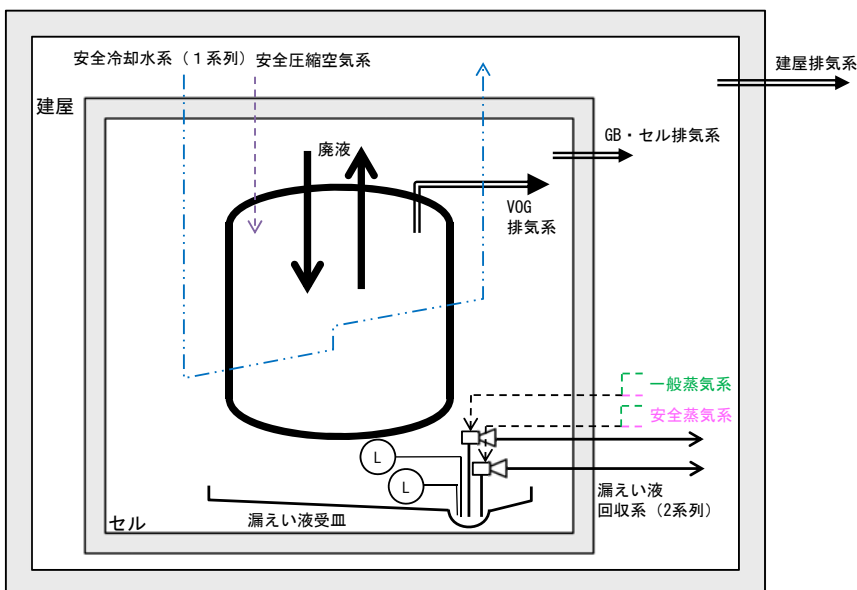 安全冷却水系（１系列）
安全圧縮空気系
建屋排気系
建屋
GB・セル排気系
廃液
VOG
排気系
一般蒸気系
安全蒸気系
L
L
漏えい液
回収系（2系列）
漏えい液受皿
セル